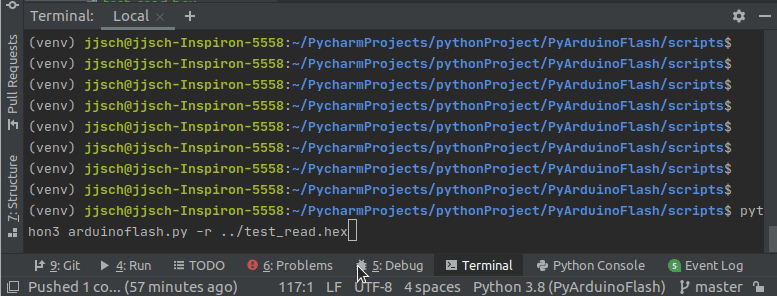 test_read.hex
Terminal: Local × +
(venv) jjsch@jjsch-Inspiron-5558:~/PycharmProjects/pythonProject/PyArduinoFlash/scripts$
(venv) jjsch@jjsch-Inspiron-5558:~/PycharmProjects/pythonProject/PyArduinoFlash/scripts$
(venv) jjsch@jjsch-Inspiron-5558:~/PycharmProjects/pythonProject/PyArduinoFlash/scripts$
(venv) jjsch@jjsch-Inspiron-5558:~/PycharmProjects/pythonProject/PyArduinoFlash/scripts$
(venv) jjsch@jjsch-Inspiron-5558:~/PycharmProjects/pythonProject/PyArduinoFlash/scripts$
(venv) jjsch@jjsch-Inspiron-5558:~/PycharmProjects/pythonProject/PyArduinoFlash/scripts$
(venv) jjsch@jjsch-Inspiron-5558:~/PycharmProjects/pythonProject/PyArduinoFlash/scripts$
(venv) jjsch@jjsch-Inspiron-5558:~/PycharmProjects/pythonProject/PyArduinoFlash/scripts$
(venv) jjsch@jjsch-Inspiron-5558:~/PycharmProjects/pythonProject/PyArduinoFlash/scripts$ pyt
hon3 arduinoflash.py -r ../test_read.hex
Pull Requests
7: Structure
9: Git 4: Run TODO 6: Problems 5: Debug Terminal Python Console 5 Event Log
Pushed 1 co... (57 minutes ago) 117:1 LF UTF-8 4 spaces Python 3.8 (PyArduinoFlash) master